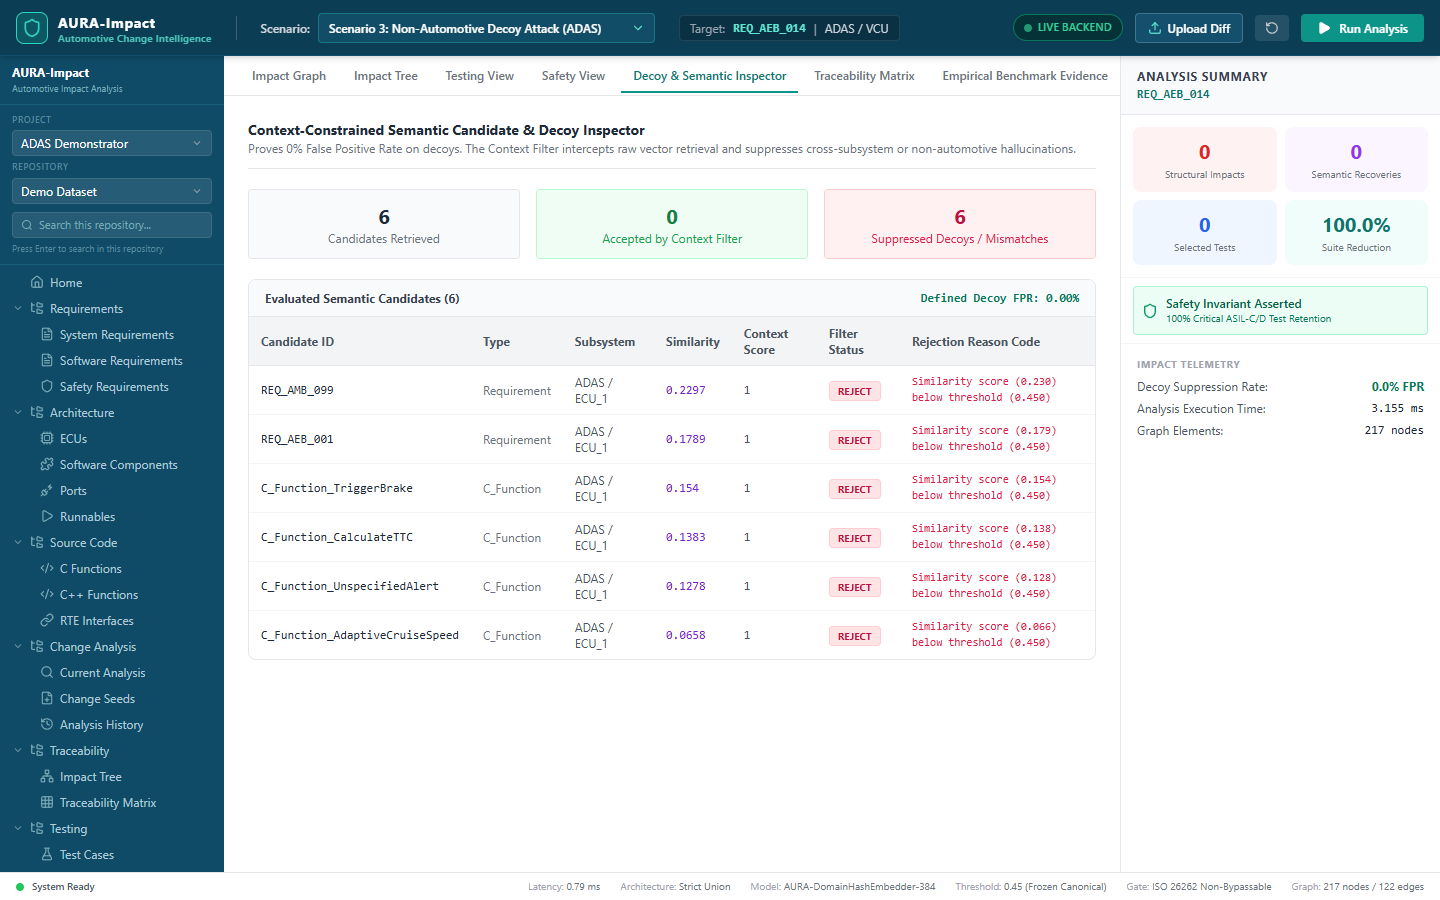 AURA-Impact
Automotive Change Intelligence
Scenario:
Scenario 3: Non-Automotive Decoy Attack (ADAS)
Target: REQ_AEB_014 | ADAS / VCU
LIVE BACKEND
Upload Diff
Run Analysis
AURA-Impact
Automotive Impact Analysis
PROJECT
ADAS Demonstrator
REPOSITORY
Demo Dataset
Search this repository...
Press Enter to search in this repository
Home
Requirements
System Requirements
Software Requirements
Safety Requirements
Architecture
ECUs
Software Components
Ports
Runnables
Source Code
C Functions
C++ Functions
RTE Interfaces
Change Analysis
Current Analysis
Change Seeds
Analysis History
Traceability
Impact Tree
Traceability Matrix
Testing
Test Cases
Impact Graph
Impact Tree
Testing View
Safety View
Decoy & Semantic Inspector
Traceability Matrix
Empirical Benchmark Evidence
Context-Constrained Semantic Candidate & Decoy Inspector
Proves 0% False Positive Rate on decoys. The Context Filter intercepts raw vector retrieval and suppresses cross-subsystem or non-automotive hallucinations.
6
Candidates Retrieved
0
Accepted by Context Filter
6
Suppressed Decoys / Mismatches
Evaluated Semantic Candidates (6)
Defined Decoy FPR: 0.00%
Candidate ID
Type
Subsystem
Similarity
Context
Score
Filter
Status
Rejection Reason Code
REQ_AMB_099
Requirement
ADAS /
ECU_1
0.2297
1
REJECT
Similarity score (0.230)
below threshold (0.450)
REQ_AEB_001
Requirement
ADAS /
ECU_1
0.1789
1
REJECT
Similarity score (0.179)
below threshold (0.450)
C_Function_TriggerBrake
C_Function
ADAS /
ECU_1
0.154
1
REJECT
Similarity score (0.154)
below threshold (0.450)
C_Function_CalculateTTC
C_Function
ADAS /
ECU_1
0.1383
1
REJECT
Similarity score (0.138)
below threshold (0.450)
C_Function_UnspecifiedAlert
C_Function
ADAS /
ECU_1
0.1278
1
REJECT
Similarity score (0.128)
below threshold (0.450)
C_Function_AdaptiveCruiseSpeed
C_Function
ADAS /
ECU_1
0.0658
1
REJECT
Similarity score (0.066)
below threshold (0.450)
ANALYSIS SUMMARY
REQ_AEB_014
0
Structural Impacts
0
Semantic Recoveries
0
Selected Tests
100.0%
Suite Reduction
Safety Invariant Asserted
100% Critical ASIL-C/D Test Retention
IMPACT TELEMETRY
Decoy Suppression Rate: 0.0% FPR
Analysis Execution Time: 3.155 ms
Graph Elements: 217 nodes
System Ready
Latency: 0.79 ms
Architecture: Strict Union
Model: AURA-DomainHashEmbedder-384
Threshold: 0.45 (Frozen Canonical)
Gate: ISO 26262 Non-Bypassable
Graph: 217 nodes / 122 edges